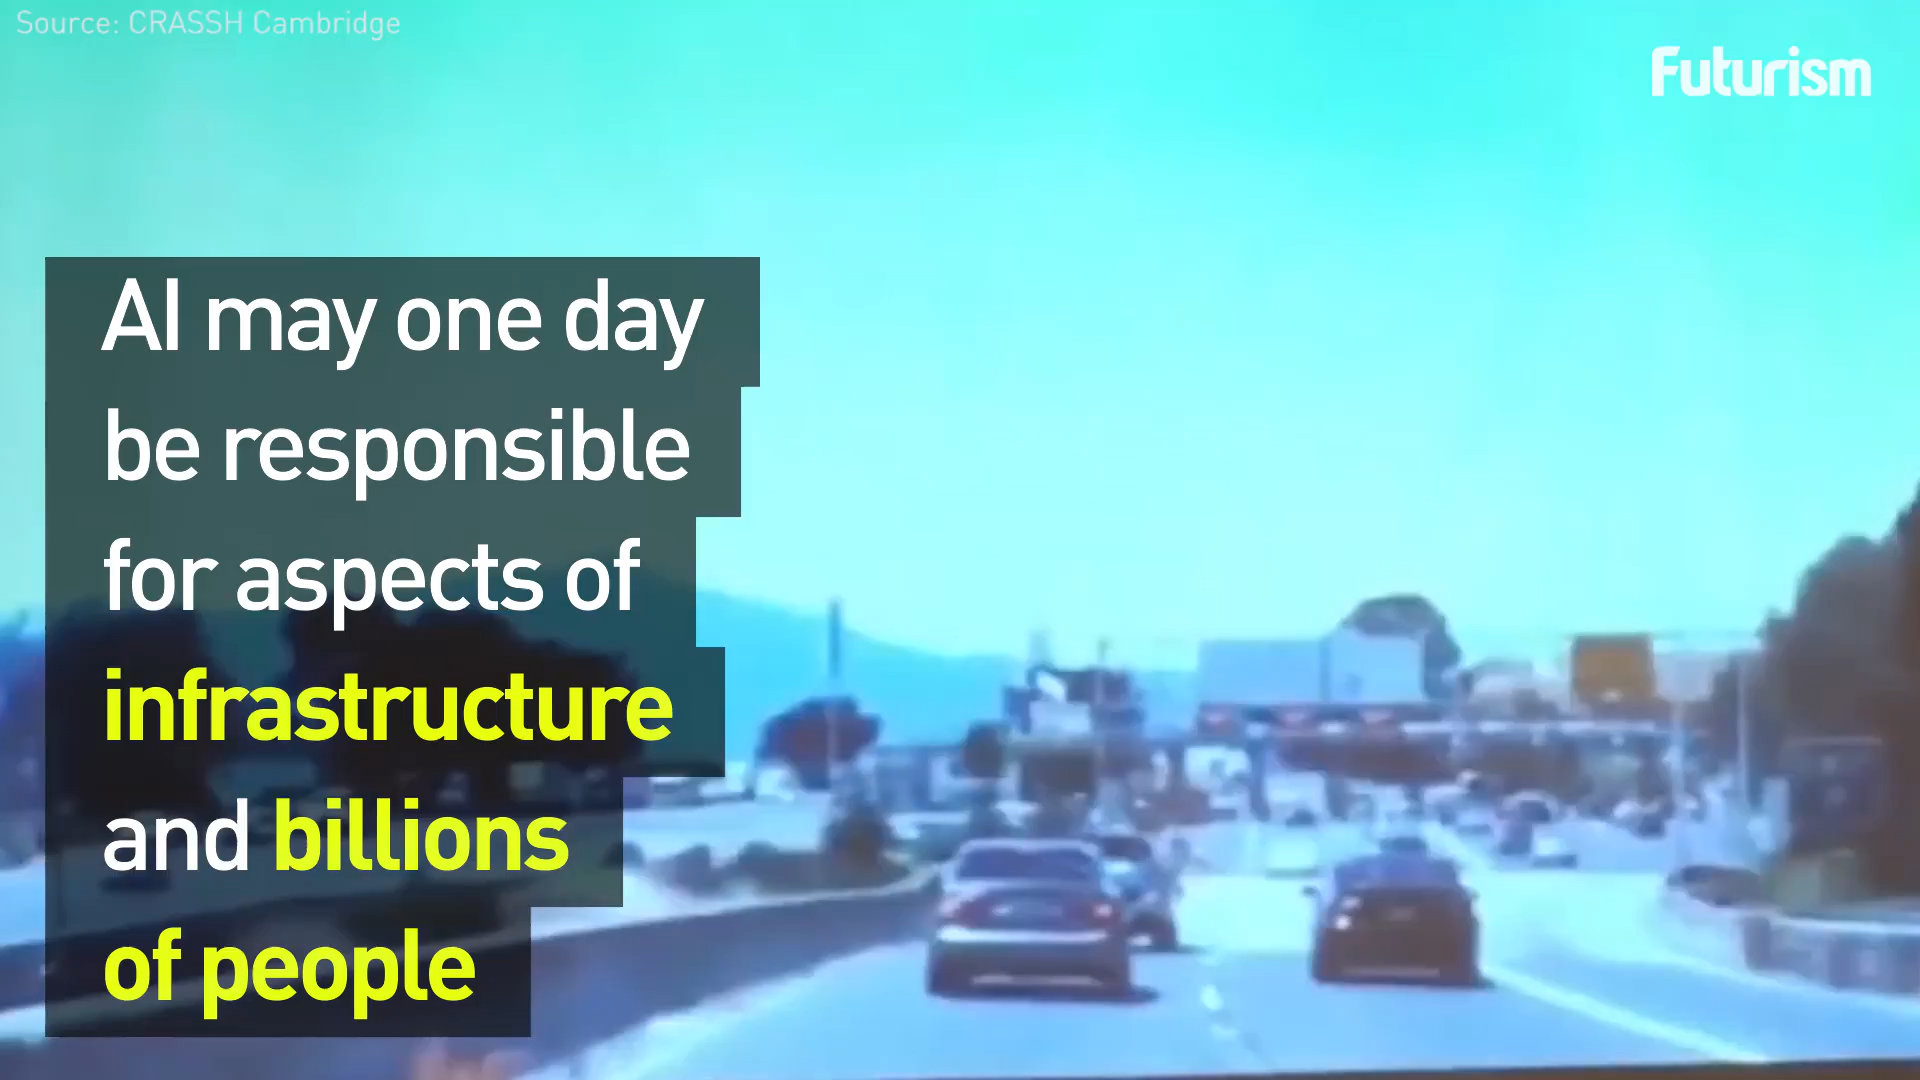 Source: CRASSH Cambridge
Futurism
AI may one day
be responsible
for aspects of
infrastructure
and billions
of people